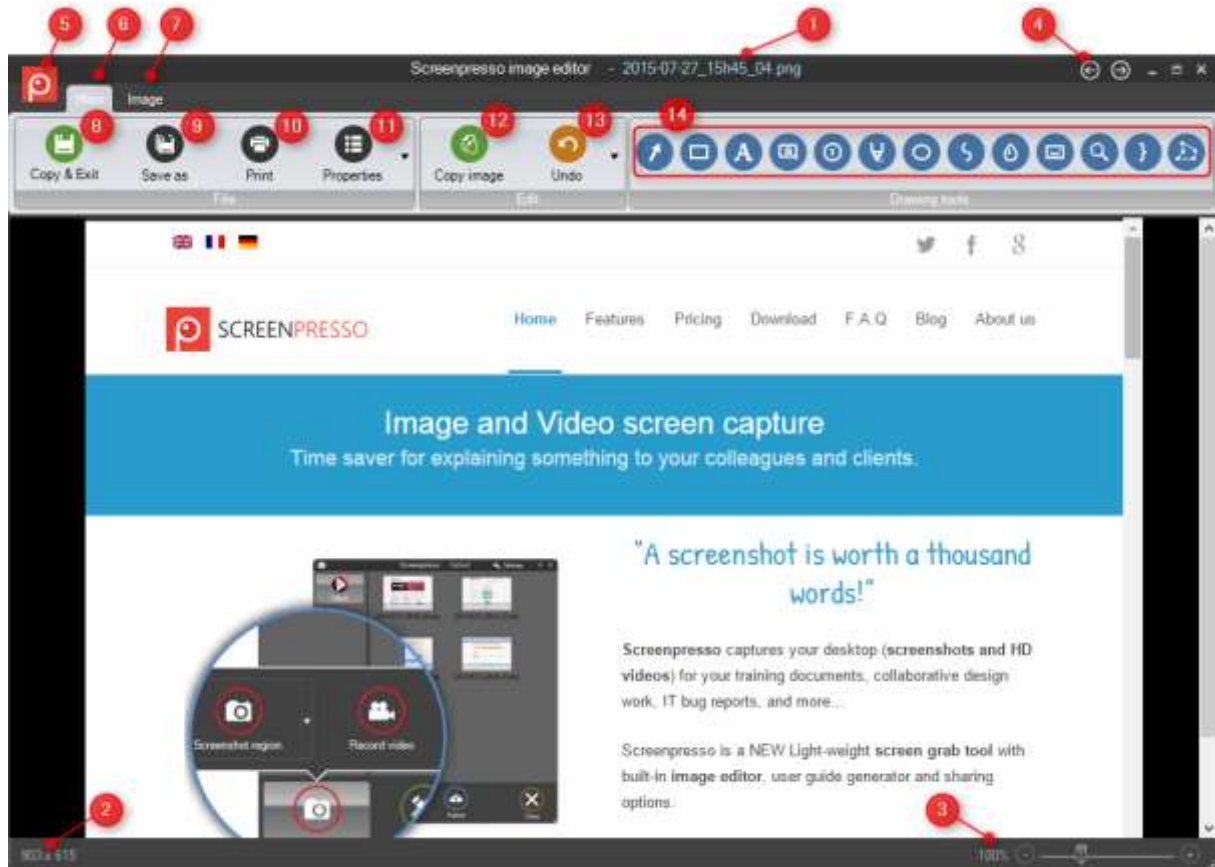 5 6 7 1 4
Screenpresso image editor - 2015-07-27_15h45_04.png
Image
8 9 10 11 12 13 14
Copy & Exit Save as Print Properties Copy image Undo
File Edit Drawing tools
SCREENPRESSO
Home Features Pricing Download F.A.Q Blog About us
Image and Video screen capture
Time saver for explaining something to your colleagues and clients.
"A screenshot is worth a thousand
words!"
Screenpresso captures your desktop (screenshots and HD
videos) for your training documents, collaborative design
work, IT bug reports, and more...
Screenpresso is a NEW Light-weight screen grab tool with
built-in image editor, user guide generator and sharing
options.
Screenshot region Record video
2 3
903 x 615 100%